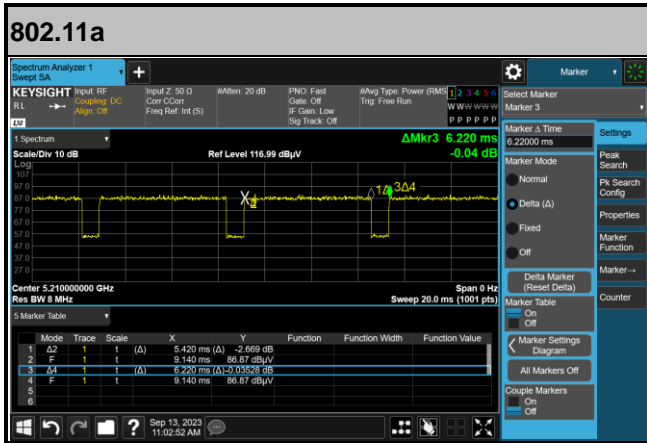 802.11a
Spectrum Analyzer 1
Swept SA
+
Marker
KEYSIGHT
RL
Input: RF
Coupling: DC
Align: Off
Input Z: 50 Ω
Corr CCorr
Freq Ref: Int (S)
#Atten: 20 dB
PNO: Fast
Gate: Off
IF Gain: Low
Sig Track: Off
#Avg Type: Power (RMS
Trig: Free Run
1 2 3 4 5 6
W W W W W W
P P P P P P
LXI
Select Marker
Marker 3
1 Spectrum
ΔMkr3 6.220 ms
-0.04 dB
Scale/Div 10 dB
Ref Level 116.99 dBµV
Log
107
97.0
87.0
77.0
67.0
57.0
47.0
37.0
27.0
1Δ2
3Δ4
Center 5.210000000 GHz
Res BW 8 MHz
Span 0 Hz
Sweep 20.0 ms (1001 pts)
Marker Δ Time
6.22000 ms
Marker Mode
Normal
Delta (Δ)
Fixed
Off
Delta Marker
(Reset Delta)
Marker Table
On
Off
Marker Settings
Diagram
All Markers Off
Couple Markers
On
Off
Settings
Peak
Search
Pk Search
Config
Properties
Marker
Function
Marker→
Counter
5 Marker Table
Mode Trace Scale X Y Function Function Width Function Value
1 Δ2 1 t (Δ) 5.420 ms (Δ) -2.669 dB
2 F 1 t 9.140 ms 86.87 dBµV
3 Δ4 1 t (Δ) 6.220 ms (Δ) -0.03528 dB
4 F 1 t 9.140 ms 86.87 dBµV
5
6
?
Sep 13, 2023
11:02:52 AM